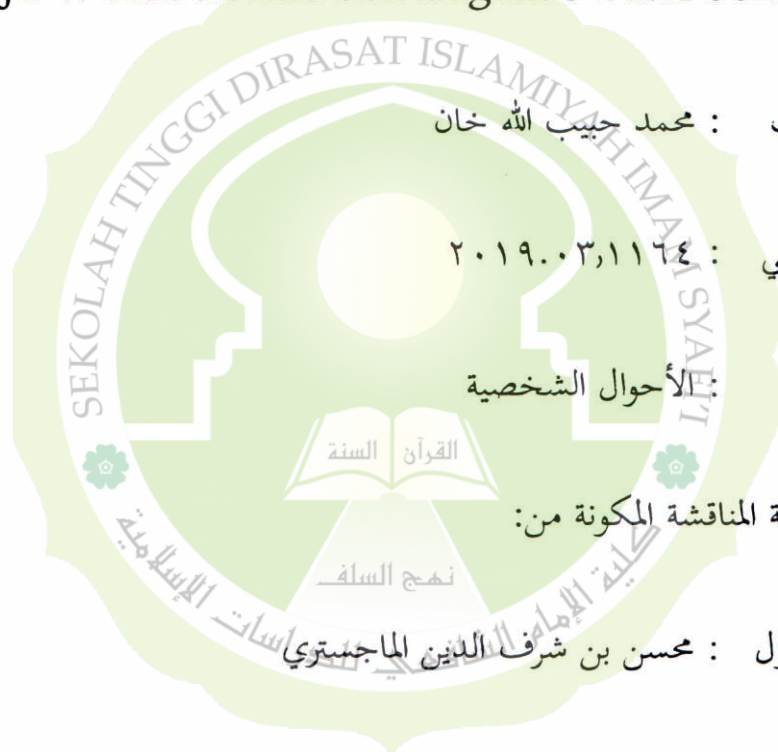 : محمد حبيب الله خان
: ٢٠١٩.٠٣,١١٦٤
: الأحوال الشخصية
المناقشة المكونة من:
: محسن بن شرف الدين الماجستري
SEKOLAH TINGGI DIRASAT ISLAMIYAH IMAM SYAFI'I
السنة القرآن
نهج السلف
كلية الإمام الشافعي للدراسات الإسلامية